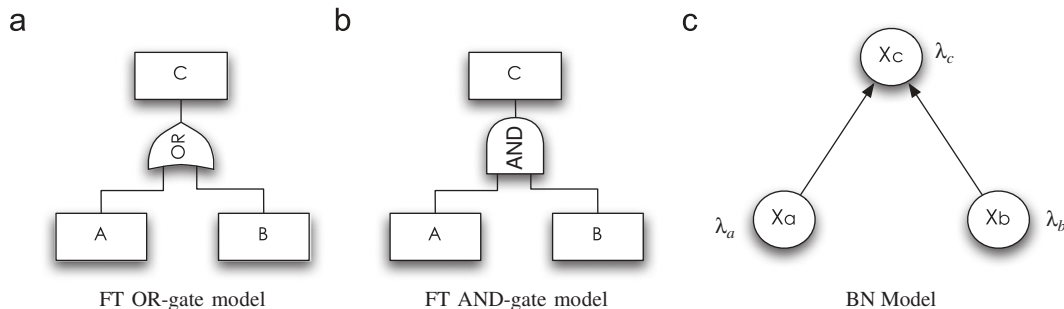 a
b
c
C
OR
A
B
FT OR-gate model
C
AND
A
B
FT AND-gate model
Xc
λc
λa
Xa
Xb
λb
BN Model